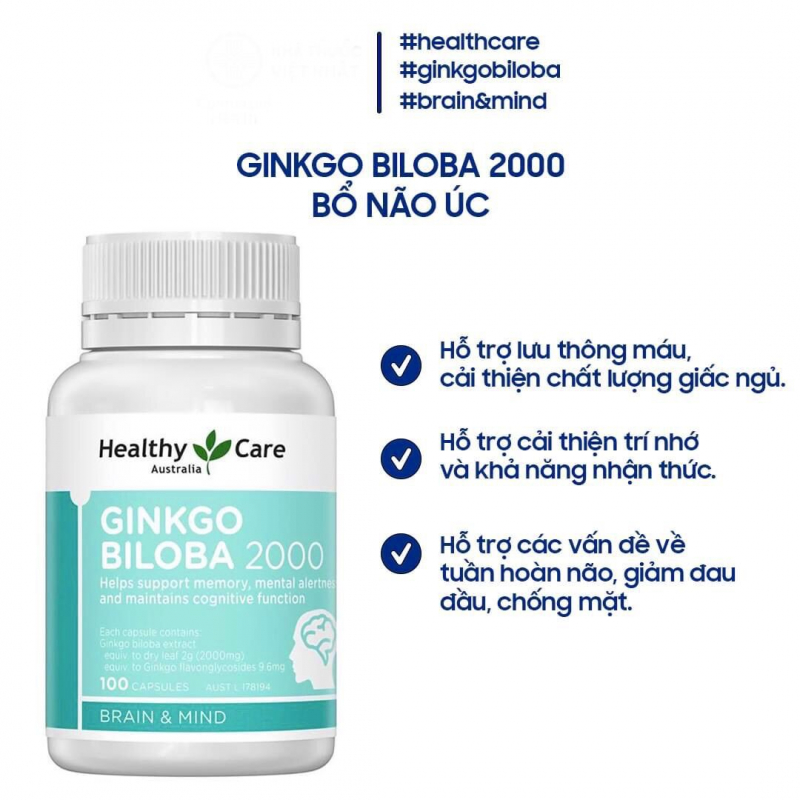 #healthcare
#ginkgobiloba
#brain&mind
GINKGO BILOBA 2000
BỔ NÃO ÚC
Healthy Care
Australia
GINKGO
BILOBA 2000
Helps support memory, mental alertness
and maintains cognitive function
Each capsule contains:
Ginkgo biloba extract
equiv. to dry leaf 2g (2000mg)
equiv. to Ginkgo flavonglycosides 9.6mg
100 CAPSULES AUST L 178194
BRAIN & MIND
Hỗ trợ lưu thông máu,
cải thiện chất lượng giấc ngủ.
Hỗ trợ cải thiện trí nhớ
và khả năng nhận thức.
Hỗ trợ các vấn đề về
tuần hoàn não, giảm đau
đầu, chống mặt.